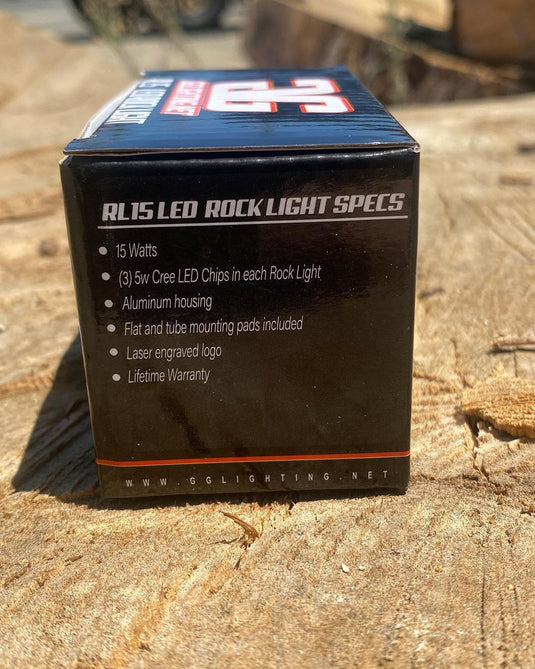 RL15 LED ROCK LIGHT SPECS
• 15 Watts
• (3) 5w Cree LED Chips in each Rock Light
• Aluminum housing
• Flat and tube mounting pads included
• Laser engraved logo
• Lifetime Warranty
WWW.GGLIGHTING.NET